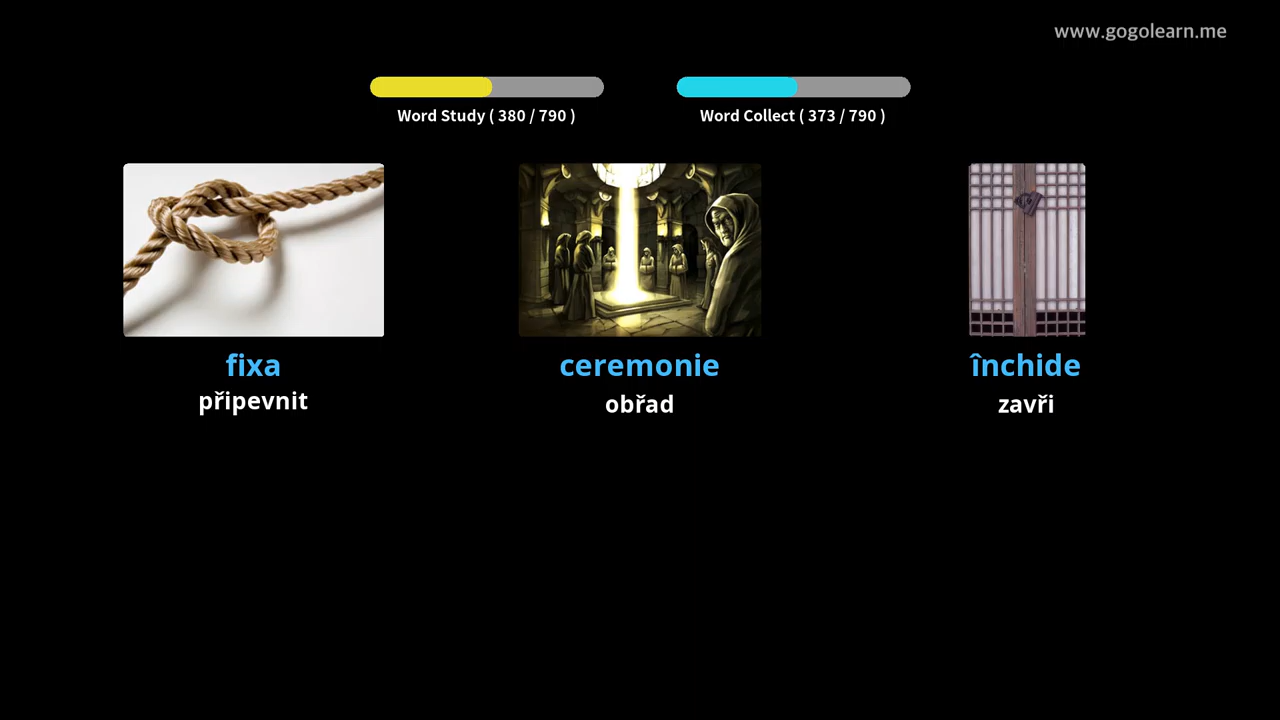 www.gogolearn.me
Word Study ( 380 / 790 )
Word Collect ( 373 / 790 )
fixa
připevnit
ceremonie
obřad
închide
zavři